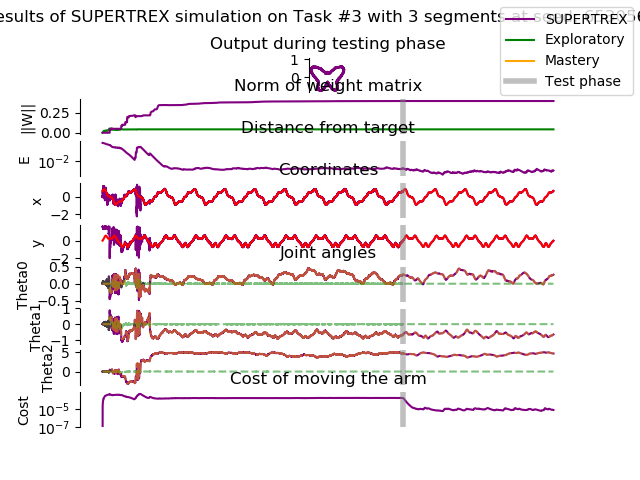 esults of SUPERTREX simulation on Task #3 with 3 segments at seed
SUPERTREX
Exploratory
Mastery
Test phase
Output during testing phase
1
0
Norm of weight matrix
||W||
0.25
0.00
Distance from target
E
10⁻²
Coordinates
x
0
−2
y
0
−2
Joint angles
Theta0
0.5
0.0
−0.5
Theta1
1
0
−1
Theta2
5
0
Cost of moving the arm
Cost
10⁻⁵
10⁻⁷